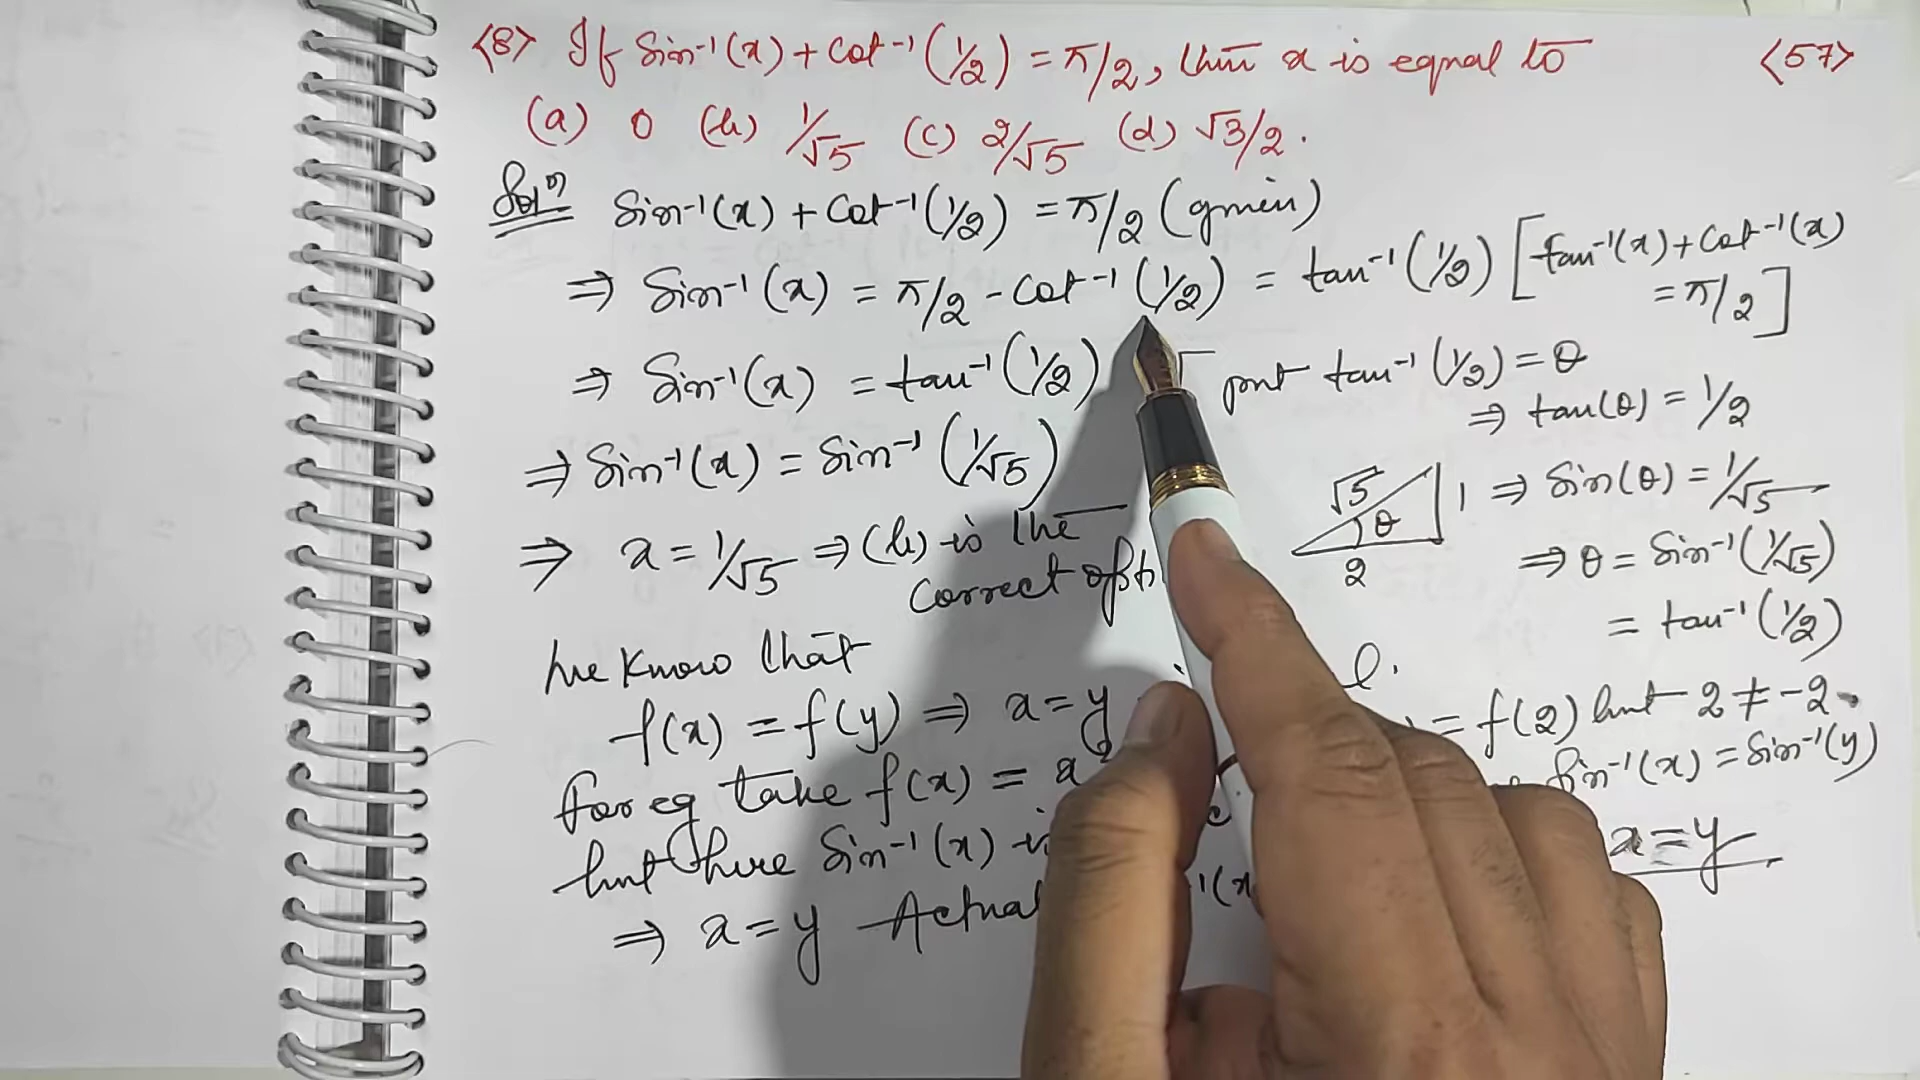 <8> If Sin⁻¹(x) + Cot⁻¹(1/2) = π/2, then x is equal to <57>
(a) 0 (b) 1/√5 (c) 2/√5 (d) √3/2.
Solⁿ Sin⁻¹(x) + Cot⁻¹(1/2) = π/2 (given)
⇒ Sin⁻¹(x) = π/2 - Cot⁻¹(1/2) = tan⁻¹(1/2) [tan⁻¹(x) + Cot⁻¹(x)
= π/2]
⇒ Sin⁻¹(x) = tan⁻¹(1/2) put tan⁻¹(1/2) = θ
⇒ tan(θ) = 1/2
⇒ Sin⁻¹(x) = Sin⁻¹(1/√5)
√5 θ 1 2 ⇒ Sin(θ) = 1/√5
⇒ x = 1/√5 ⇒ (b) is the
correct
⇒ θ = Sin⁻¹(1/√5)
= tan⁻¹(1/2)
We Know that
f(x) = f(y) ⇒ x = y
= f(2) but 2 ≠ -2.
For eg take f(x) = x²
Sin⁻¹(x) = Sin⁻¹(y)
but here Sin⁻¹(x)
x = y
⇒ x = y